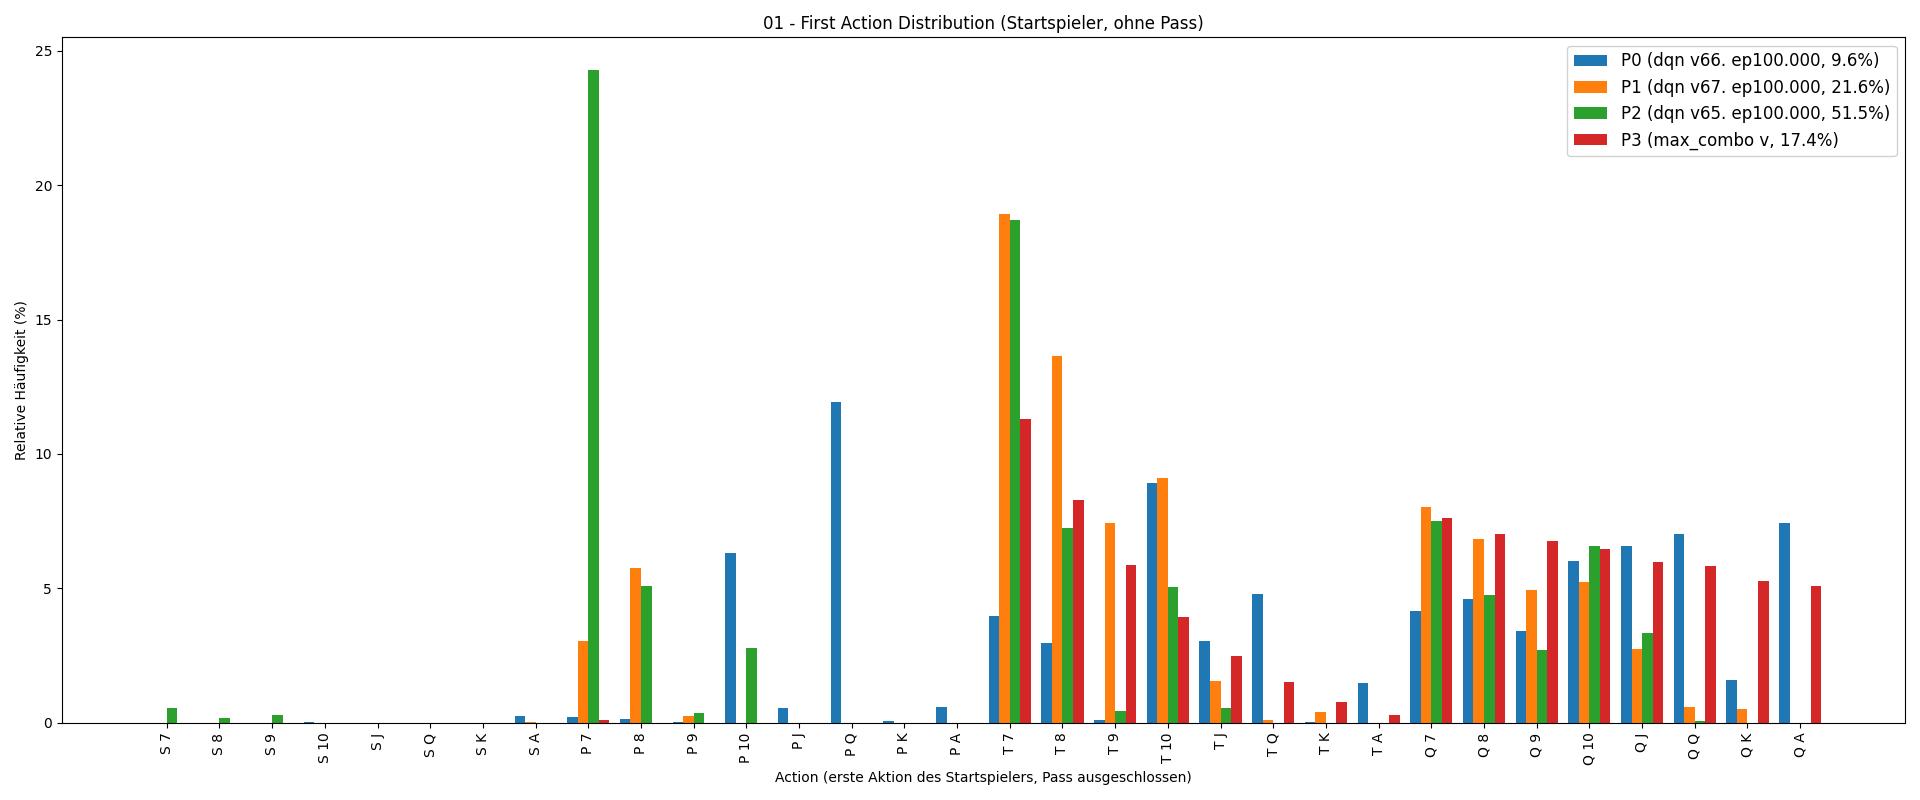 01 - First Action Distribution (Startspieler, ohne Pass)
25
20
15
10
5
0
Relative Häufigkeit (%)
P0 (dqn v66. ep100.000, 9.6%)
P1 (dqn v67. ep100.000, 21.6%)
P2 (dqn v65. ep100.000, 51.5%)
P3 (max_combo v, 17.4%)
S 7
S 8
S 9
S 10
S J
S Q
S K
S A
P 7
P 8
P 9
P 10
P J
P Q
P K
P A
T 7
T 8
T 9
T 10
T J
T Q
T K
T A
Q 7
Q 8
Q 9
Q 10
Q J
Q Q
Q K
Q A
Action (erste Aktion des Startspielers, Pass ausgeschlossen)